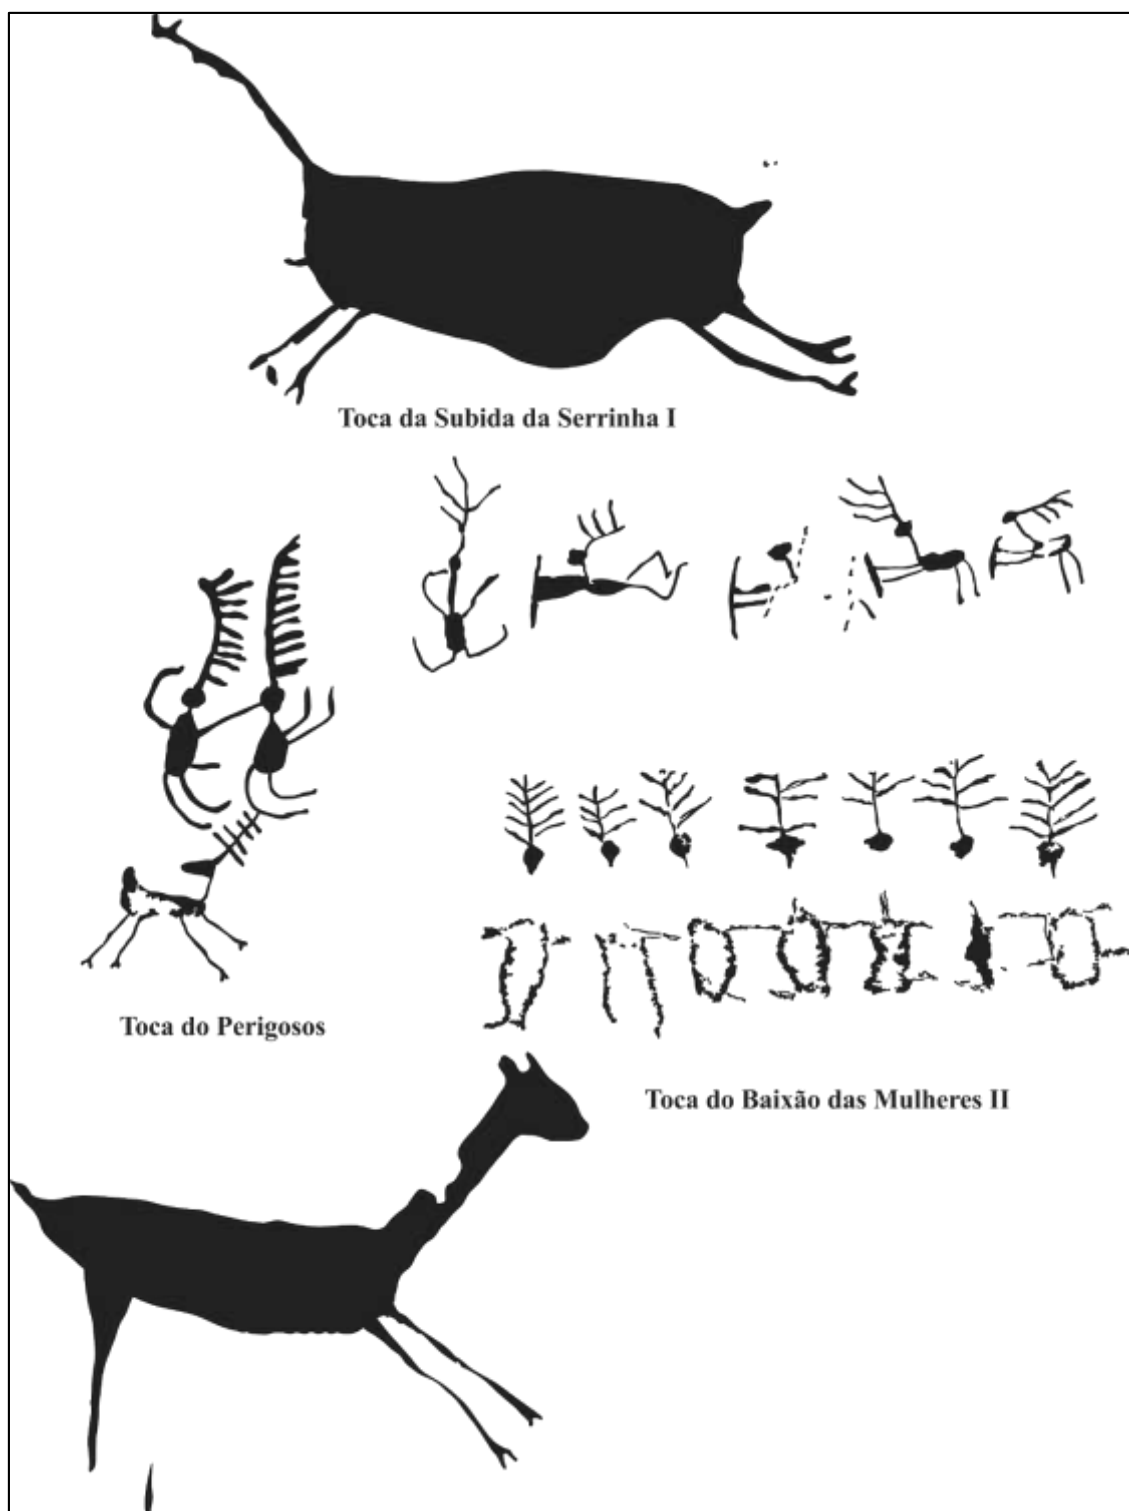 Toca da Subida da Serrinha I
Toca do Perigosos
Toca do Baixão das Mulheres II